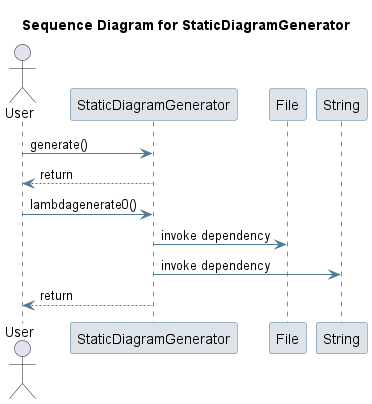 Sequence Diagram for StaticDiagramGenerator
User
StaticDiagramGenerator
File
String
generate()
return
lambdagenerate0()
invoke dependency
invoke dependency
return
User
StaticDiagramGenerator
File
String